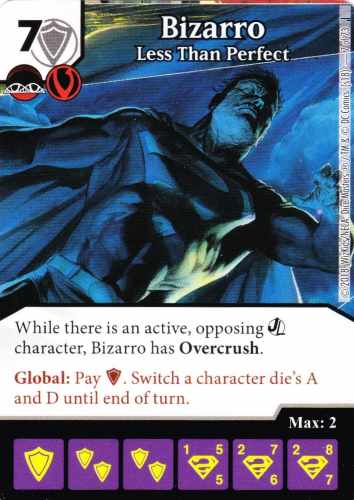 7
Bizarro
Less Than Perfect
While there is an active, opposing
character, Bizarro has Overcrush.
Global: Pay . Switch a character die's A
and D until end of turn.
Max: 2
1 5 5
2 6 7
2 8 7